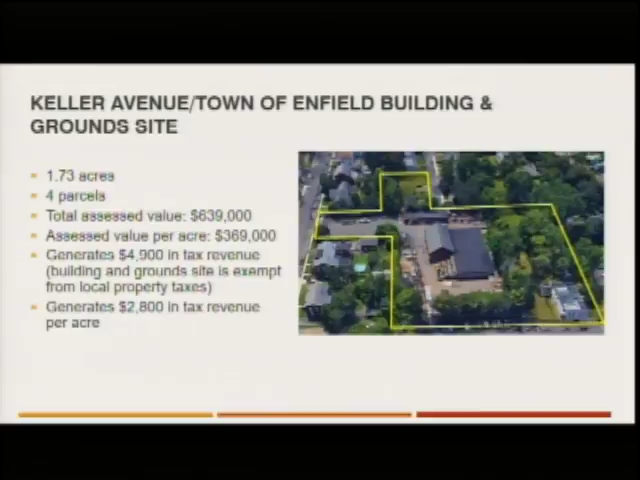 KELLER AVENUE/TOWN OF ENFIELD BUILDING &
GROUNDS SITE
1.73 acres
4 parcels
Total assessed value: $639,000
Assessed value per acre: $369,000
Generates $4,900 in tax revenue
(building and grounds site is exempt
from local property taxes)
Generates $2,800 in tax revenue
per acre